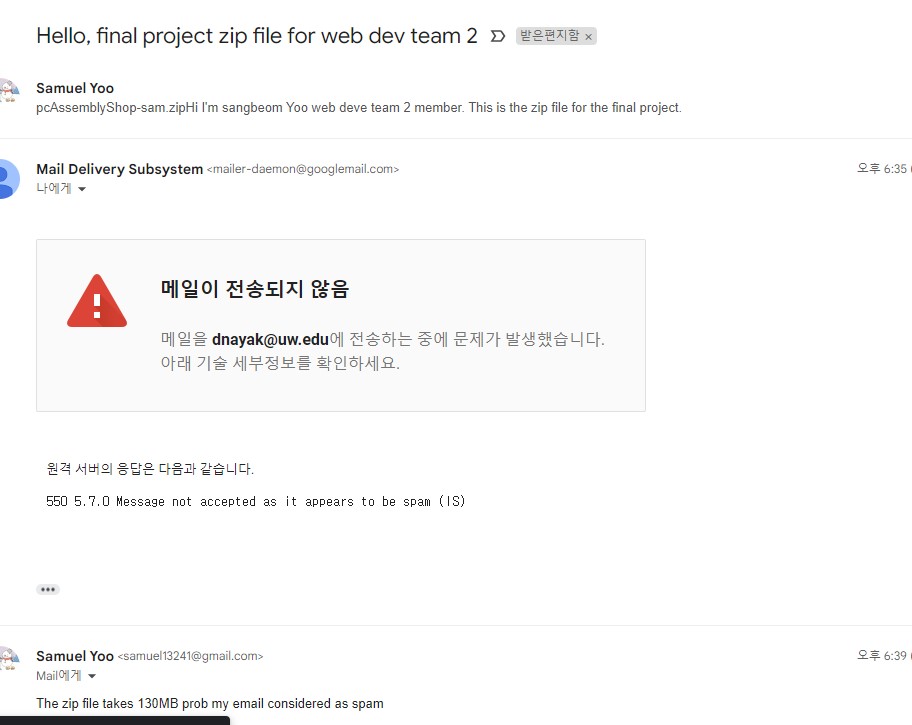 Hello, final project zip file for web dev team 2 받은편지함 ×
Samuel Yoo
pcAssemblyShop-sam.zipHi I'm sangbeom Yoo web deve team 2 member. This is the zip file for the final project.
Mail Delivery Subsystem <mailer-daemon@googlemail.com> 오후 6:35
나에게
메일이 전송되지 않음
메일을 dnayak@uw.edu에 전송하는 중에 문제가 발생했습니다.
아래 기술 세부정보를 확인하세요.
원격 서버의 응답은 다음과 같습니다.
550 5.7.0 Message not accepted as it appears to be spam (IS)
Samuel Yoo <samuel13241@gmail.com> 오후 6:39
Mail에게
The zip file takes 130MB prob my email considered as spam